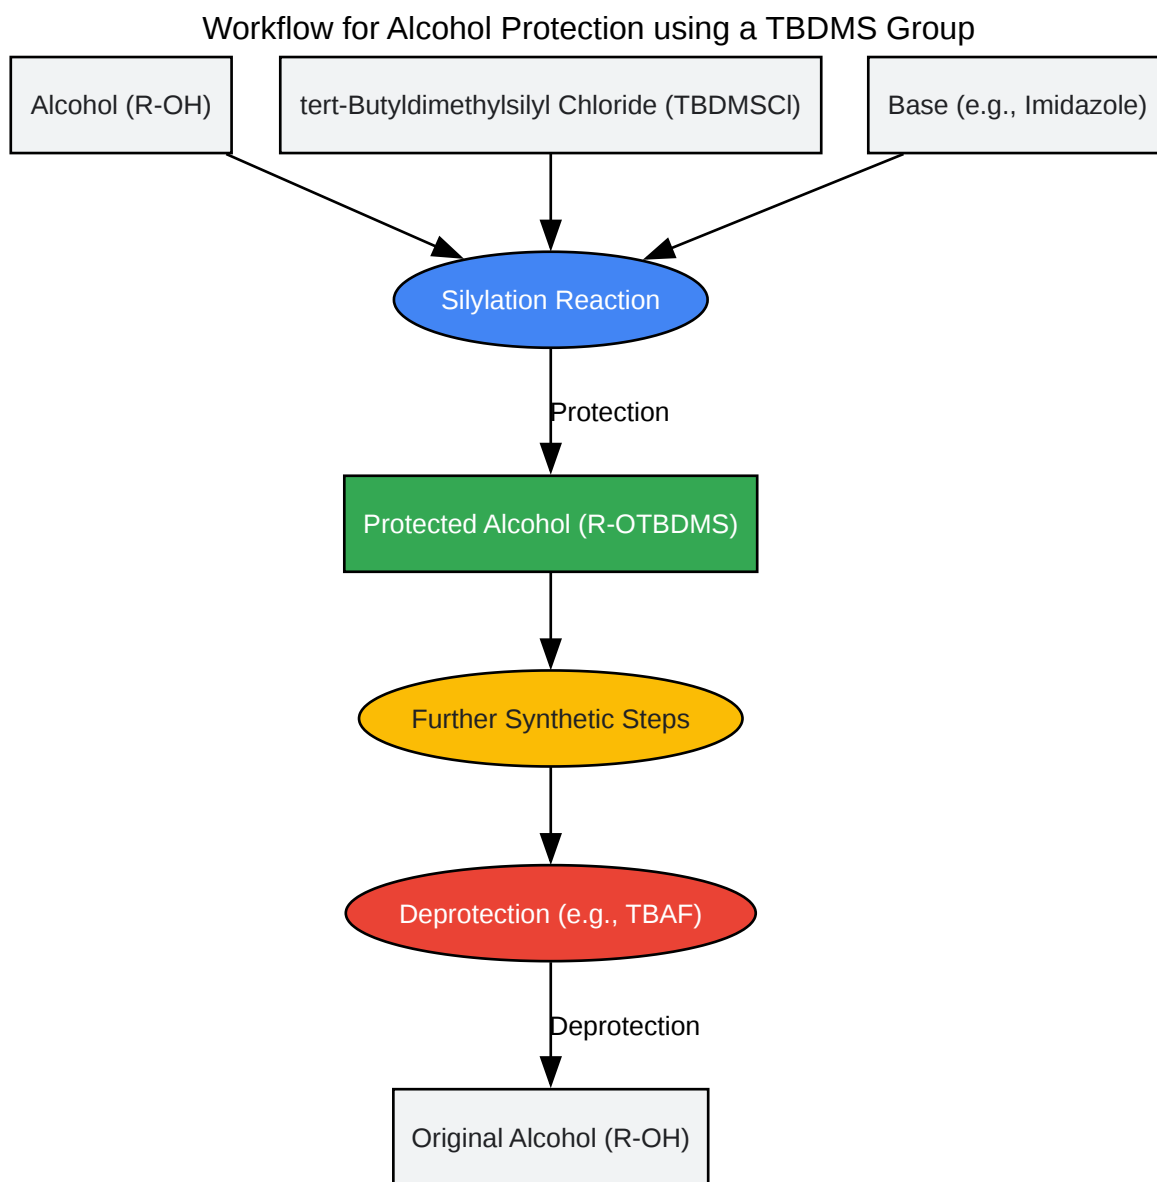 Workflow for Alcohol Protection using a TBDMS Group
Alcohol (R-OH)
tert-Butyldimethylsilyl Chloride (TBDMSCl)
Base (e.g., Imidazole)
Silylation Reaction
Protection
Protected Alcohol (R-OTBDMS)
Further Synthetic Steps
Deprotection (e.g., TBAF)
Deprotection
Original Alcohol (R-OH)